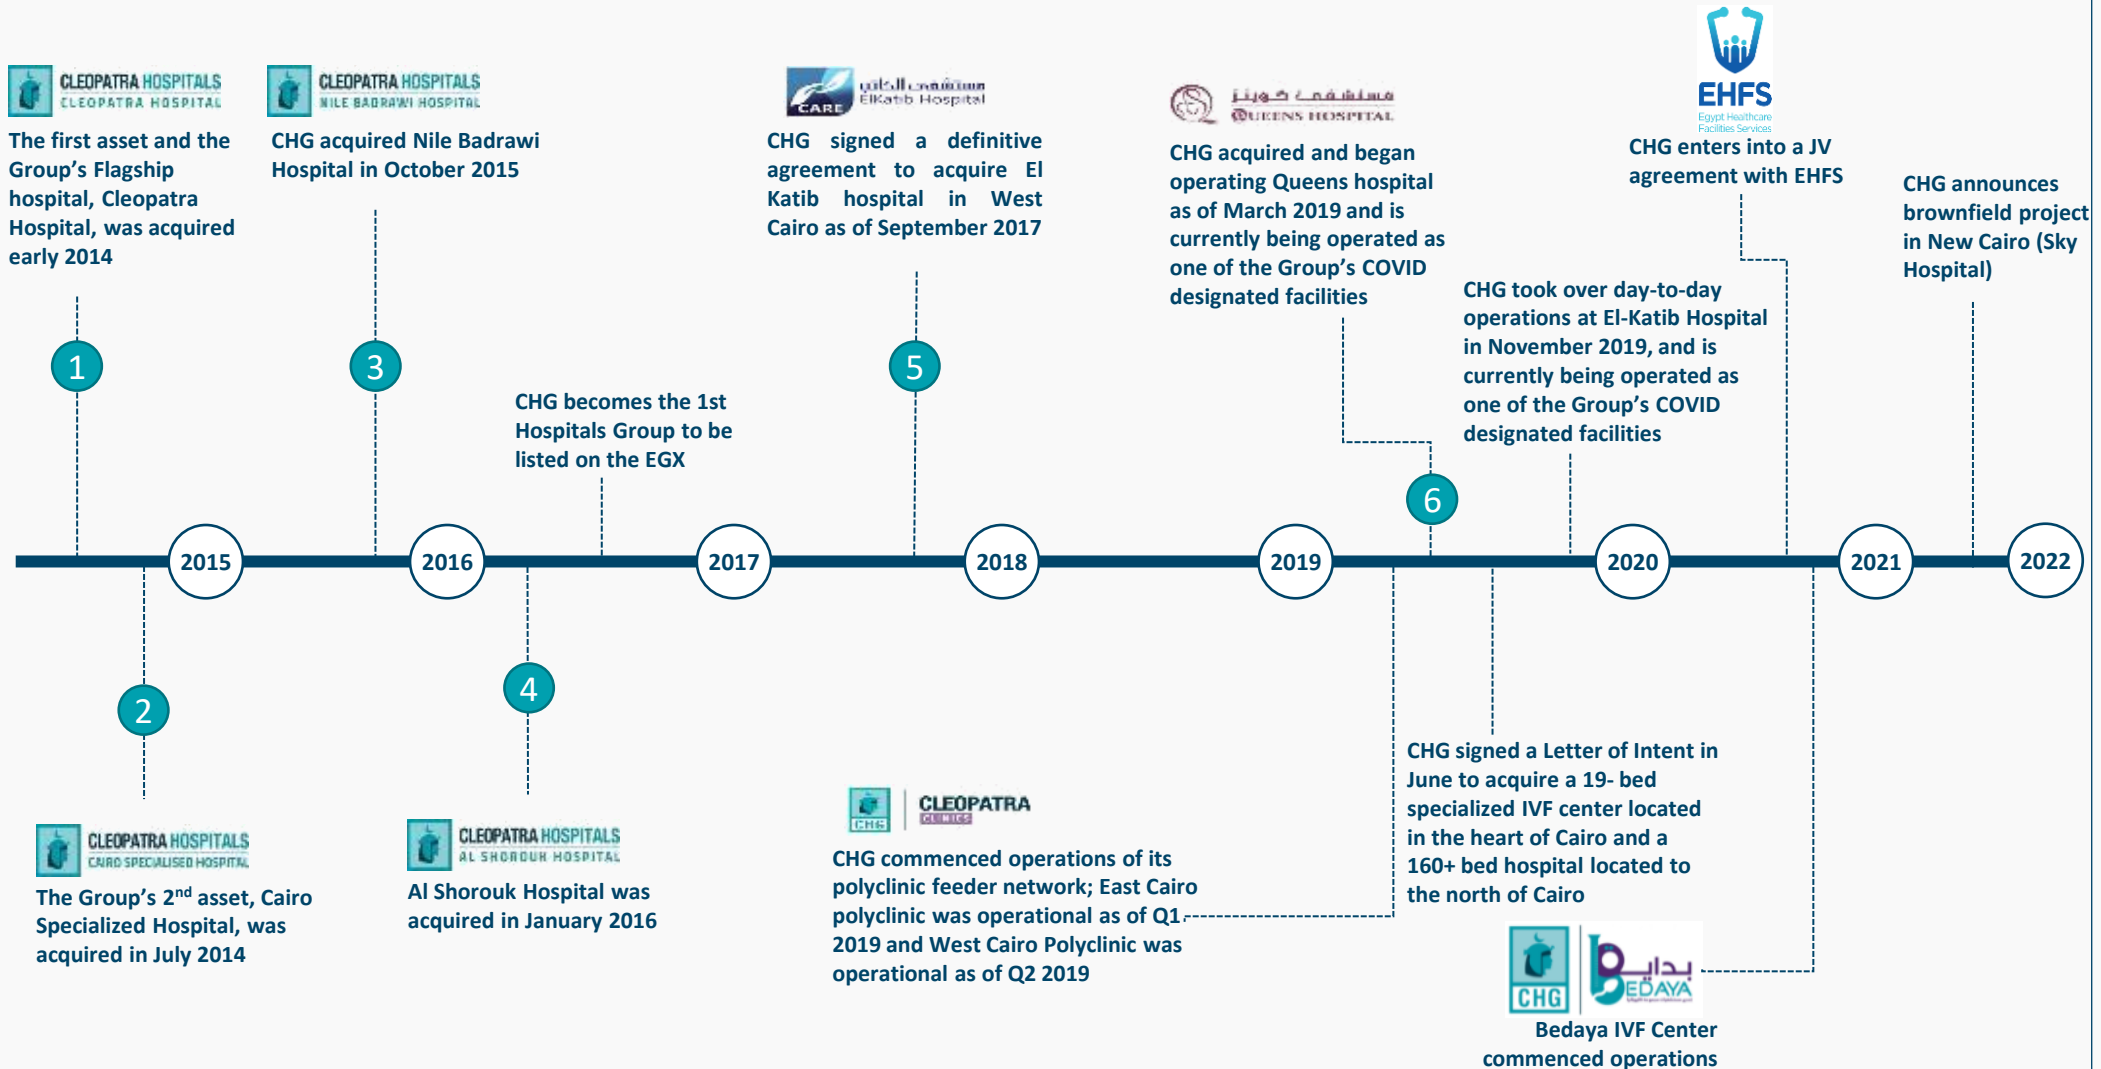 CLEOPATRA HOSPITALS
CLEOPATRA HOSPITAL
The first asset and the
Group’s Flagship
hospital, Cleopatra
Hospital, was acquired
early 2014
CLEOPATRA HOSPITALS
NILE BADRAWI HOSPITAL
CHG acquired Nile Badrawi
Hospital in October 2015
CARE
مستشفى الكاتب
ElKatib Hospital
CHG signed a definitive
agreement to acquire El
Katib hospital in West
Cairo as of September 2017
مستشفى كوينز
QUEENS HOSPITAL
CHG acquired and began
operating Queens hospital
as of March 2019 and is
currently being operated as
one of the Group’s COVID
designated facilities
EHFS
Egypt Healthcare
Facilities Services
CHG enters into a JV
agreement with EHFS
CHG announces
brownfield project
in New Cairo (Sky
Hospital)
CHG took over day-to-day
operations at El-Katib Hospital
in November 2019, and is
currently being operated as
one of the Group’s COVID
designated facilities
1
3
5
CHG becomes the 1st
Hospitals Group to be
listed on the EGX
6
2015
2016
2017
2018
2019
2020
2021
2022
2
4
CLEOPATRA HOSPITALS
CAIRO SPECIALISED HOSPITAL
The Group’s 2nd asset, Cairo
Specialized Hospital, was
acquired in July 2014
CLEOPATRA HOSPITALS
AL SHOROUK HOSPITAL
Al Shorouk Hospital was
acquired in January 2016
CHG
CLEOPATRA
CLINICS
CHG commenced operations of its
polyclinic feeder network; East Cairo
polyclinic was operational as of Q1
2019 and West Cairo Polyclinic was
operational as of Q2 2019
CHG signed a Letter of Intent in
June to acquire a 19- bed
specialized IVF center located
in the heart of Cairo and a
160+ bed hospital located to
the north of Cairo
CHG
بداية
BEDAYA
Bedaya IVF Center
commenced operations